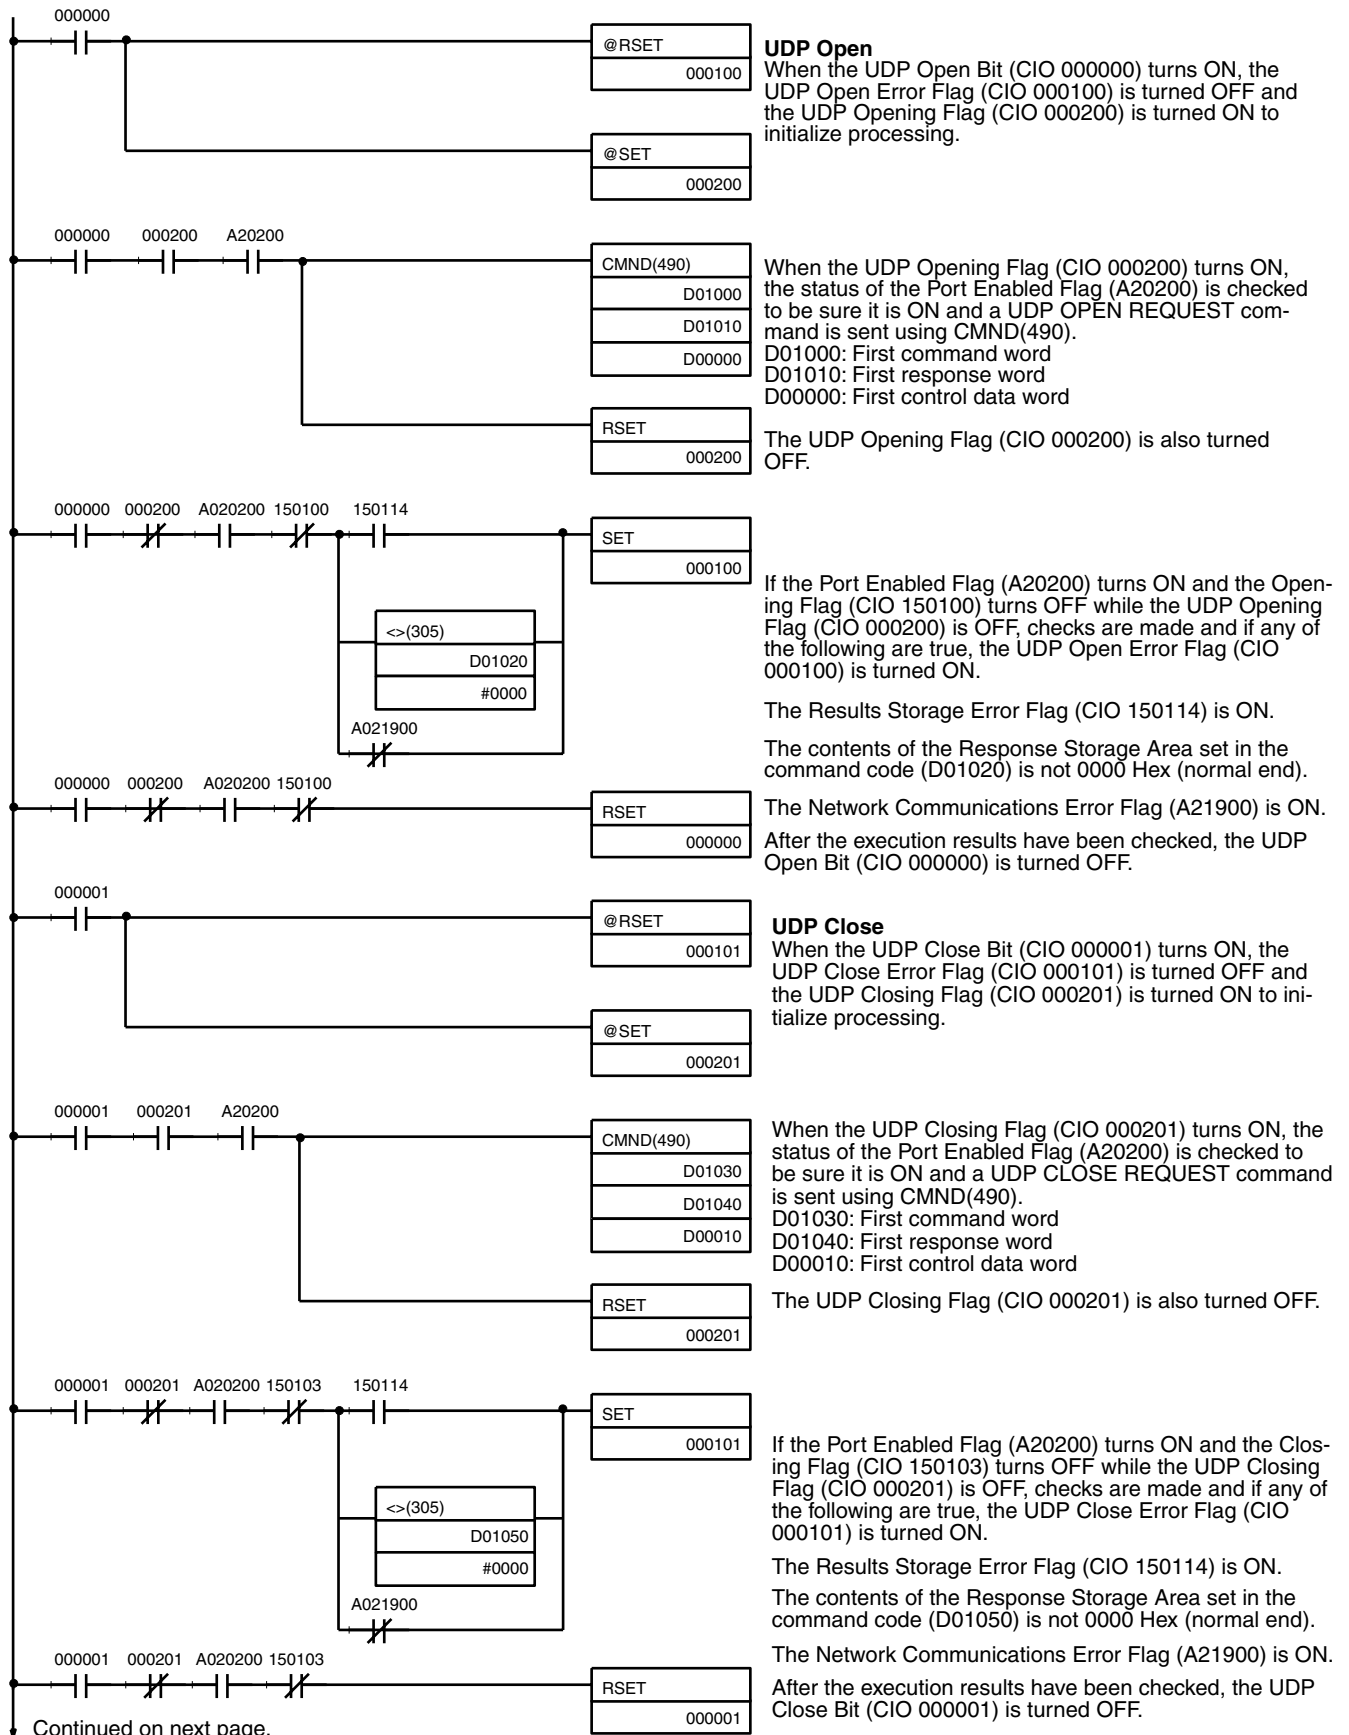 000000
@RSET
000100
UDP Open
When the UDP Open Bit (CIO 000000) turns ON, the
UDP Open Error Flag (CIO 000100) is turned OFF and
the UDP Opening Flag (CIO 000200) is turned ON to
initialize processing.
@SET
000200
000000 000200 A20200
CMND(490)
D01000
D01010
D00000
When the UDP Opening Flag (CIO 000200) turns ON,
the status of the Port Enabled Flag (A20200) is checked
to be sure it is ON and a UDP OPEN REQUEST com-
mand is sent using CMND(490).
D01000: First command word
D01010: First response word
D00000: First control data word
RSET
000200
The UDP Opening Flag (CIO 000200) is also turned
OFF.
000000 000200 A020200 150100 150114
SET
000100
<>(305)
D01020
#0000
A021900
If the Port Enabled Flag (A20200) turns ON and the Open-
ing Flag (CIO 150100) turns OFF while the UDP Opening
Flag (CIO 000200) is OFF, checks are made and if any of
the following are true, the UDP Open Error Flag (CIO
000100) is turned ON.
The Results Storage Error Flag (CIO 150114) is ON.
The contents of the Response Storage Area set in the
command code (D01020) is not 0000 Hex (normal end).
The Network Communications Error Flag (A21900) is ON.
000000 000200 A020200 150100
RSET
000000
After the execution results have been checked, the UDP
Open Bit (CIO 000000) is turned OFF.
000001
@RSET
000101
UDP Close
When the UDP Close Bit (CIO 000001) turns ON, the
UDP Close Error Flag (CIO 000101) is turned OFF and
the UDP Closing Flag (CIO 000201) is turned ON to ini-
tialize processing.
@SET
000201
000001 000201 A20200
CMND(490)
D01030
D01040
D00010
When the UDP Closing Flag (CIO 000201) turns ON, the
status of the Port Enabled Flag (A20200) is checked to
be sure it is ON and a UDP CLOSE REQUEST command
is sent using CMND(490).
D01030: First command word
D01040: First response word
D00010: First control data word
RSET
000201
The UDP Closing Flag (CIO 000201) is also turned OFF.
000001 000201 A020200 150103 150114
SET
000101
<>(305)
D01050
#0000
A021900
If the Port Enabled Flag (A20200) turns ON and the Clos-
ing Flag (CIO 150103) turns OFF while the UDP Closing
Flag (CIO 000201) is OFF, checks are made and if any of
the following are true, the UDP Close Error Flag (CIO
000101) is turned ON.
The Results Storage Error Flag (CIO 150114) is ON.
The contents of the Response Storage Area set in the
command code (D01050) is not 0000 Hex (normal end).
The Network Communications Error Flag (A21900) is ON.
000001 000201 A020200 150103
RSET
000001
After the execution results have been checked, the UDP
Close Bit (CIO 000001) is turned OFF.
Continued on next page.